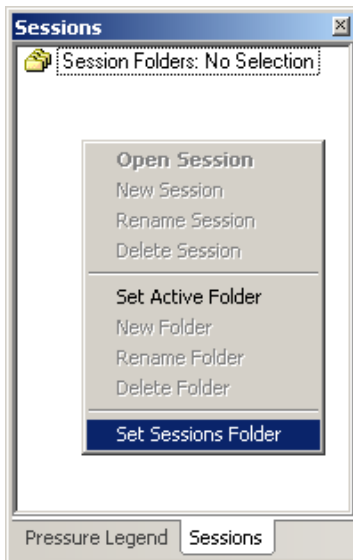 Sessions
Session Folders: No Selection
Open Session
New Session
Rename Session
Delete Session
Set Active Folder
New Folder
Rename Folder
Delete Folder
Set Sessions Folder
Pressure Legend Sessions